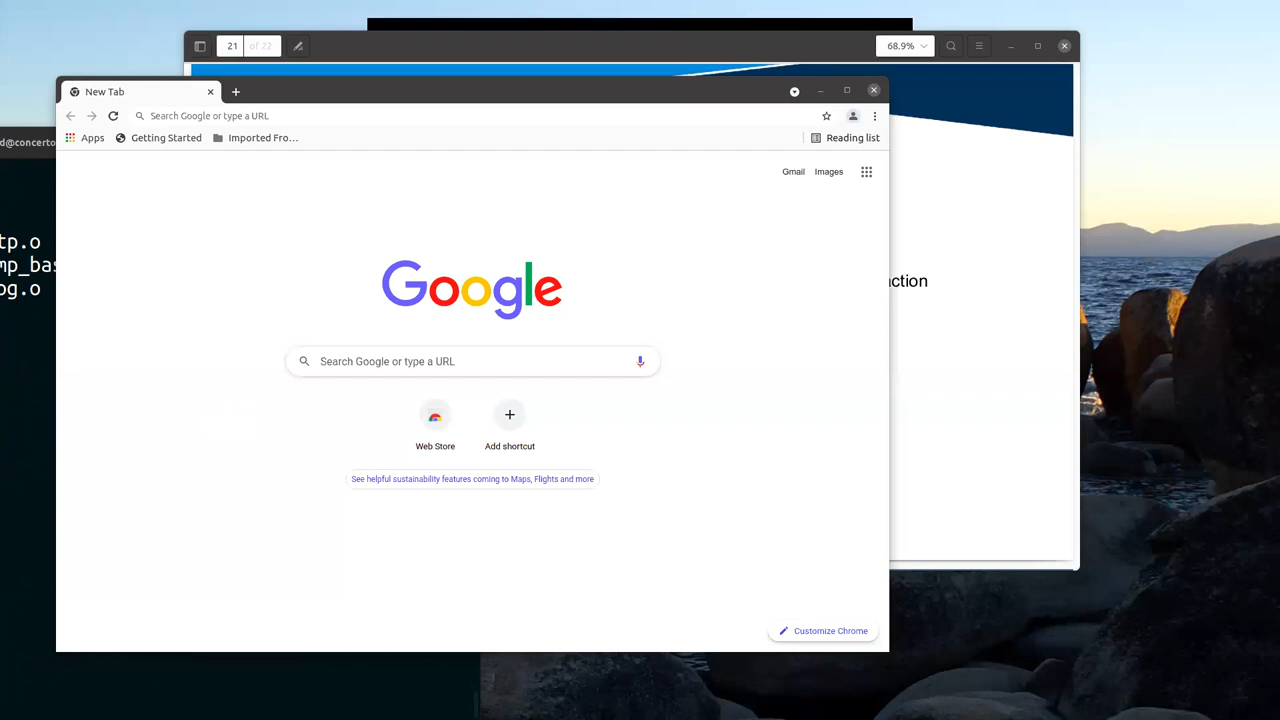 21 of 22
68.9%
New Tab
Search Google or type a URL
Apps
Getting Started
Imported Fro…
Reading list
Gmail
Images
Google
Search Google or type a URL
Web Store
Add shortcut
See helpful sustainability features coming to Maps, Flights and more
Customize Chrome
d@concerto
tp.o
mp_bas
og.o
ction